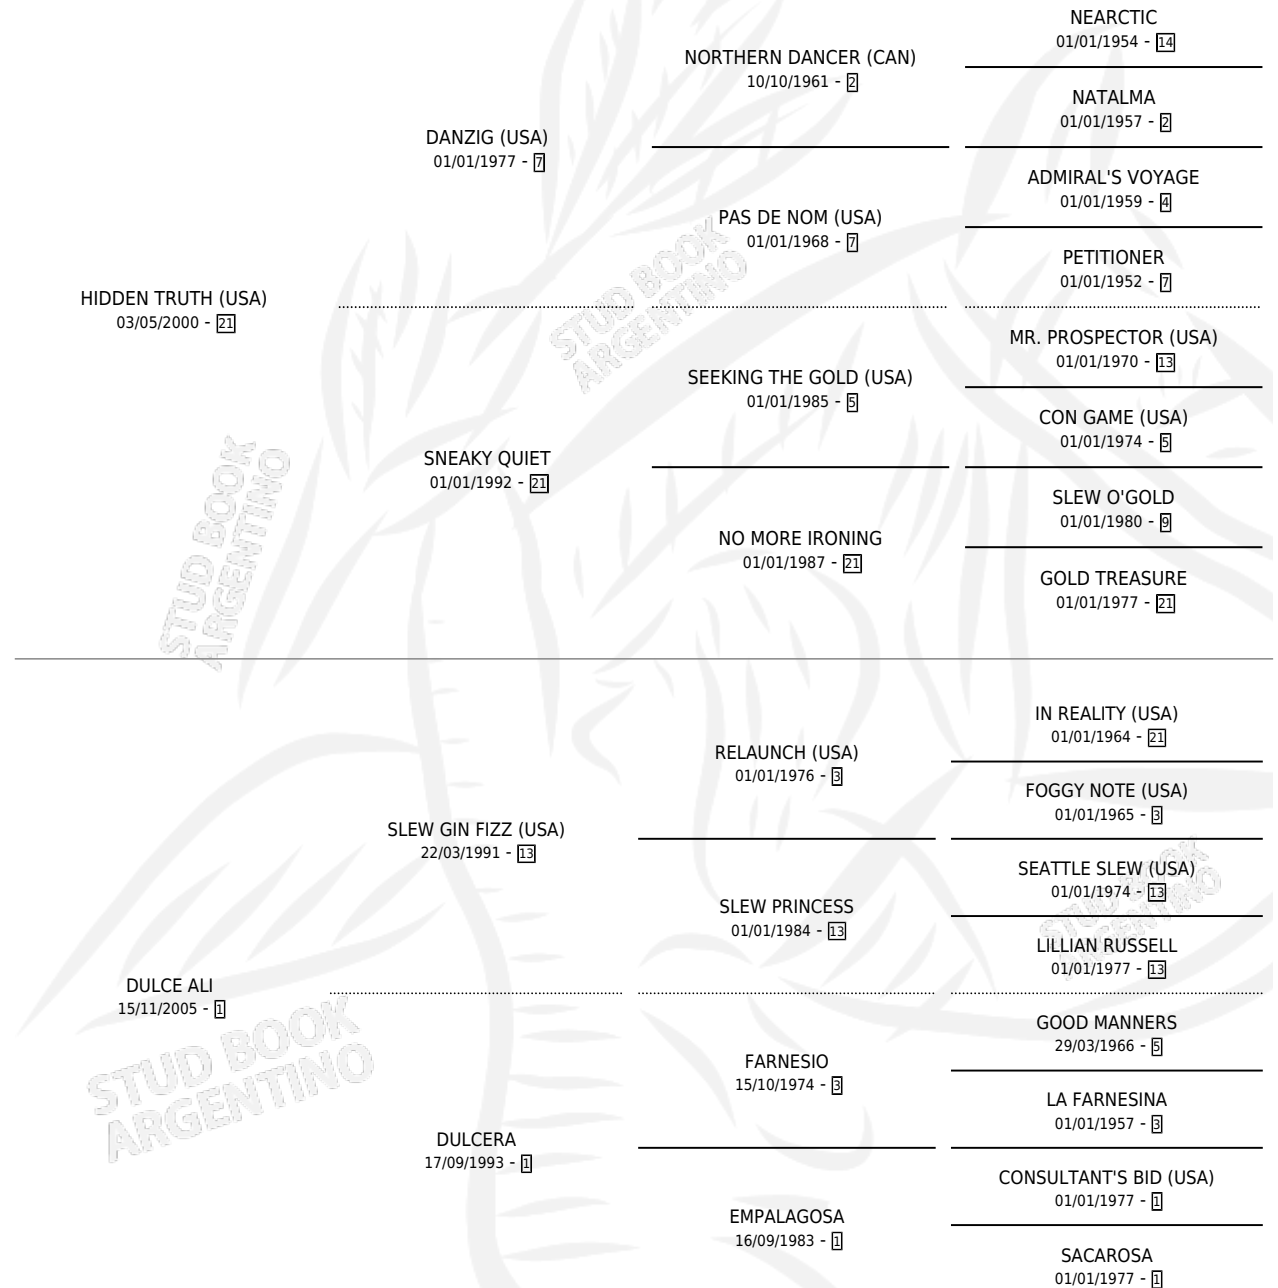 HIDDEN TRUTH (USA)
03/05/2000 - 21
DANZIG (USA)
01/01/1977 - 7
NORTHERN DANCER (CAN)
10/10/1961 - 2
NEARCTIC
01/01/1954 - 14
NATALMA
01/01/1957 - 2
PAS DE NOM (USA)
01/01/1968 - 7
ADMIRAL'S VOYAGE
01/01/1959 - 4
PETITIONER
01/01/1952 - 7
SNEAKY QUIET
01/01/1992 - 21
SEEKING THE GOLD (USA)
01/01/1985 - 5
MR. PROSPECTOR (USA)
01/01/1970 - 13
CON GAME (USA)
01/01/1974 - 5
NO MORE IRONING
01/01/1987 - 21
SLEW O'GOLD
01/01/1980 - 9
GOLD TREASURE
01/01/1977 - 21
DULCE ALI
15/11/2005 - 1
SLEW GIN FIZZ (USA)
22/03/1991 - 13
RELAUNCH (USA)
01/01/1976 - 3
IN REALITY (USA)
01/01/1964 - 21
FOGGY NOTE (USA)
01/01/1965 - 3
SLEW PRINCESS
01/01/1984 - 13
SEATTLE SLEW (USA)
01/01/1974 - 13
LILLIAN RUSSELL
01/01/1977 - 13
DULCERA
17/09/1993 - 1
FARNESIO
15/10/1974 - 3
GOOD MANNERS
29/03/1966 - 5
LA FARNESINA
01/01/1957 - 3
EMPALAGOSA
16/09/1983 - 1
CONSULTANT'S BID (USA)
01/01/1977 - 1
SACAROSA
01/01/1977 - 1
STUD BOOK
ARGENTINO
STUD BOOK
ARGENTINO
STUD BOOK
ARGENTINO
STUD BOOK
ARGENTINO